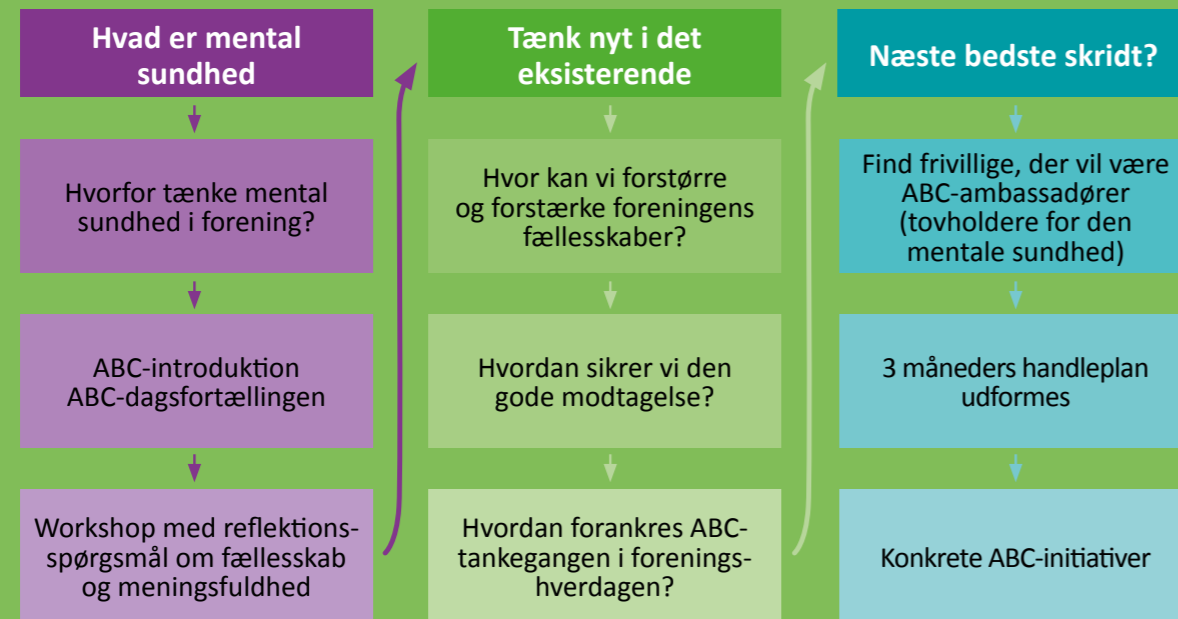 Hvad er mental
sundhed
Hvorfor tænke mental
sundhed i forening?
ABC-introduktion
ABC-dagsfortællingen
Workshop med reflektions-
spørgsmål om fællesskab
og meningsfuldhed
Tænk nyt i det
eksisterende
Hvor kan vi forstørre
og forstærke foreningens
fællesskaber?
Hvordan sikrer vi den
gode modtagelse?
Hvordan forankres ABC-
tankegangen i forenings-
hverdagen?
Næste bedste skridt?
Find frivillige, der vil være
ABC-ambassadører
(tovholdere for den
mentale sundhed)
3 måneders handleplan
udformes
Konkrete ABC-initiativer